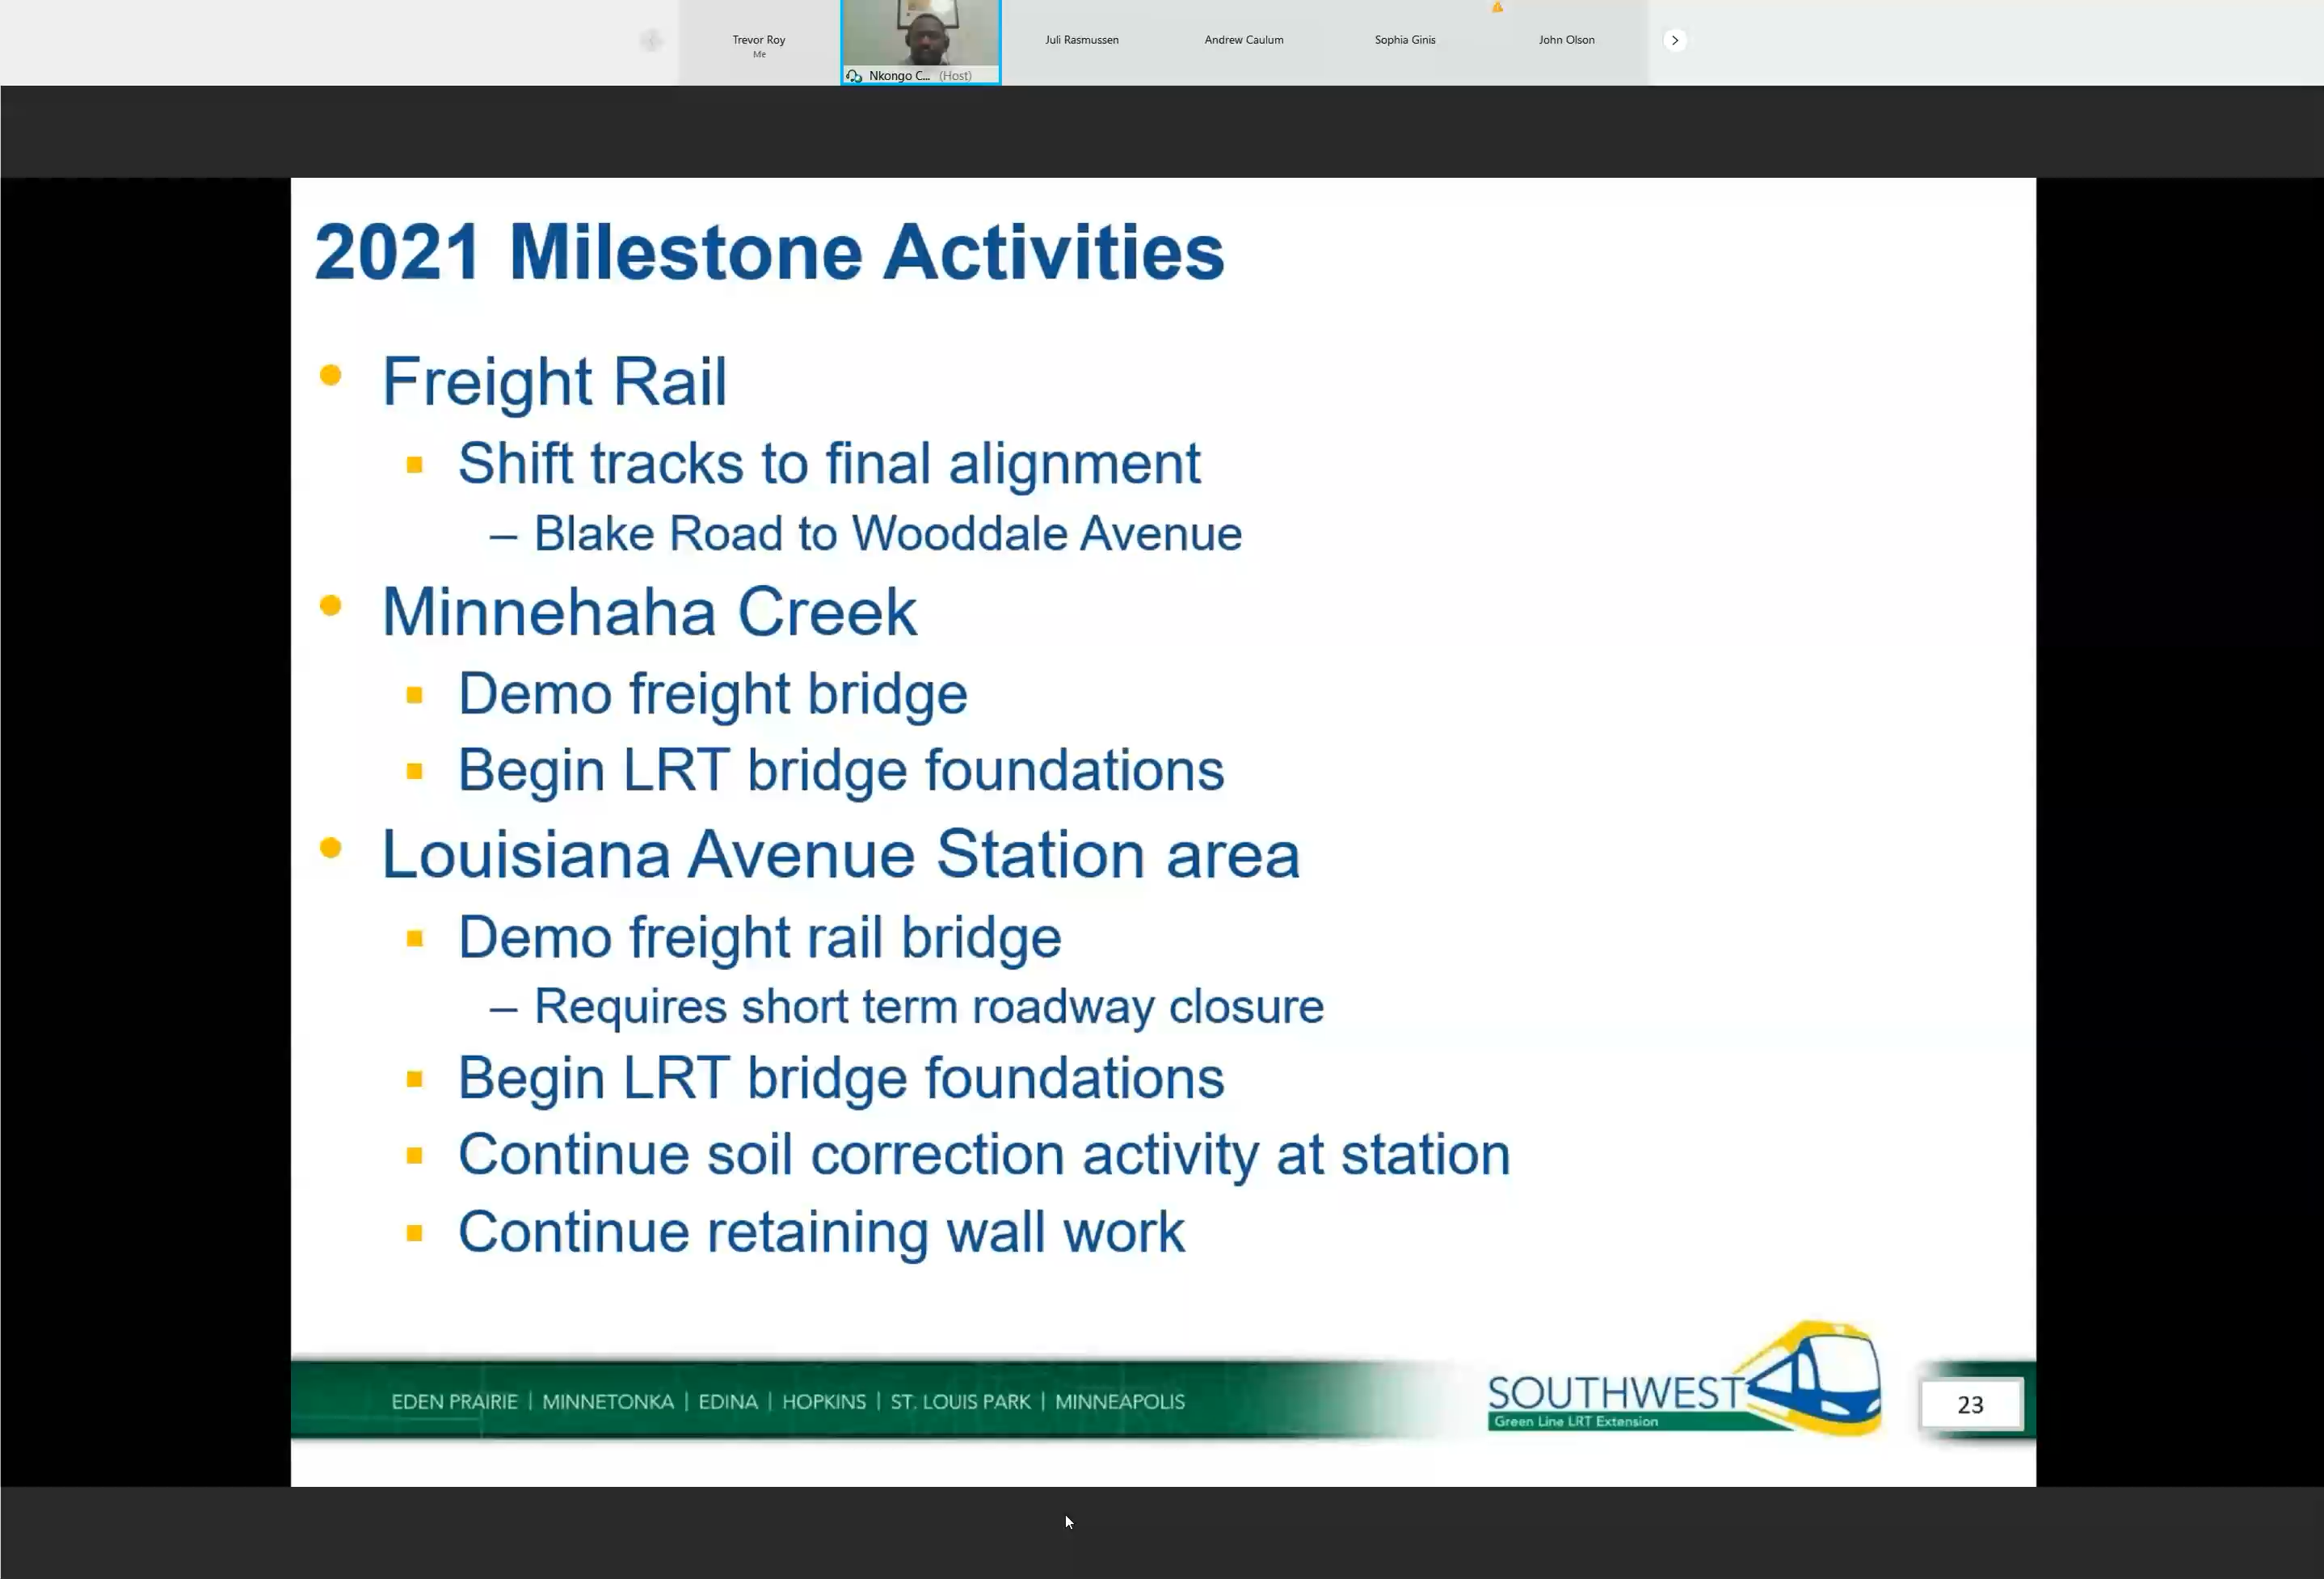 Trevor Roy
Me
Nkongo C... (Host)
Juli Rasmussen
Andrew Caulum
Sophia Ginis
John Olson
2021 Milestone Activities
• Freight Rail
▪ Shift tracks to final alignment
– Blake Road to Wooddale Avenue
• Minnehaha Creek
▪ Demo freight bridge
▪ Begin LRT bridge foundations
• Louisiana Avenue Station area
▪ Demo freight rail bridge
– Requires short term roadway closure
▪ Begin LRT bridge foundations
▪ Continue soil correction activity at station
▪ Continue retaining wall work
EDEN PRAIRIE | MINNETONKA | EDINA | HOPKINS | ST. LOUIS PARK | MINNEAPOLIS
SOUTHWEST
Green Line LRT Extension
23